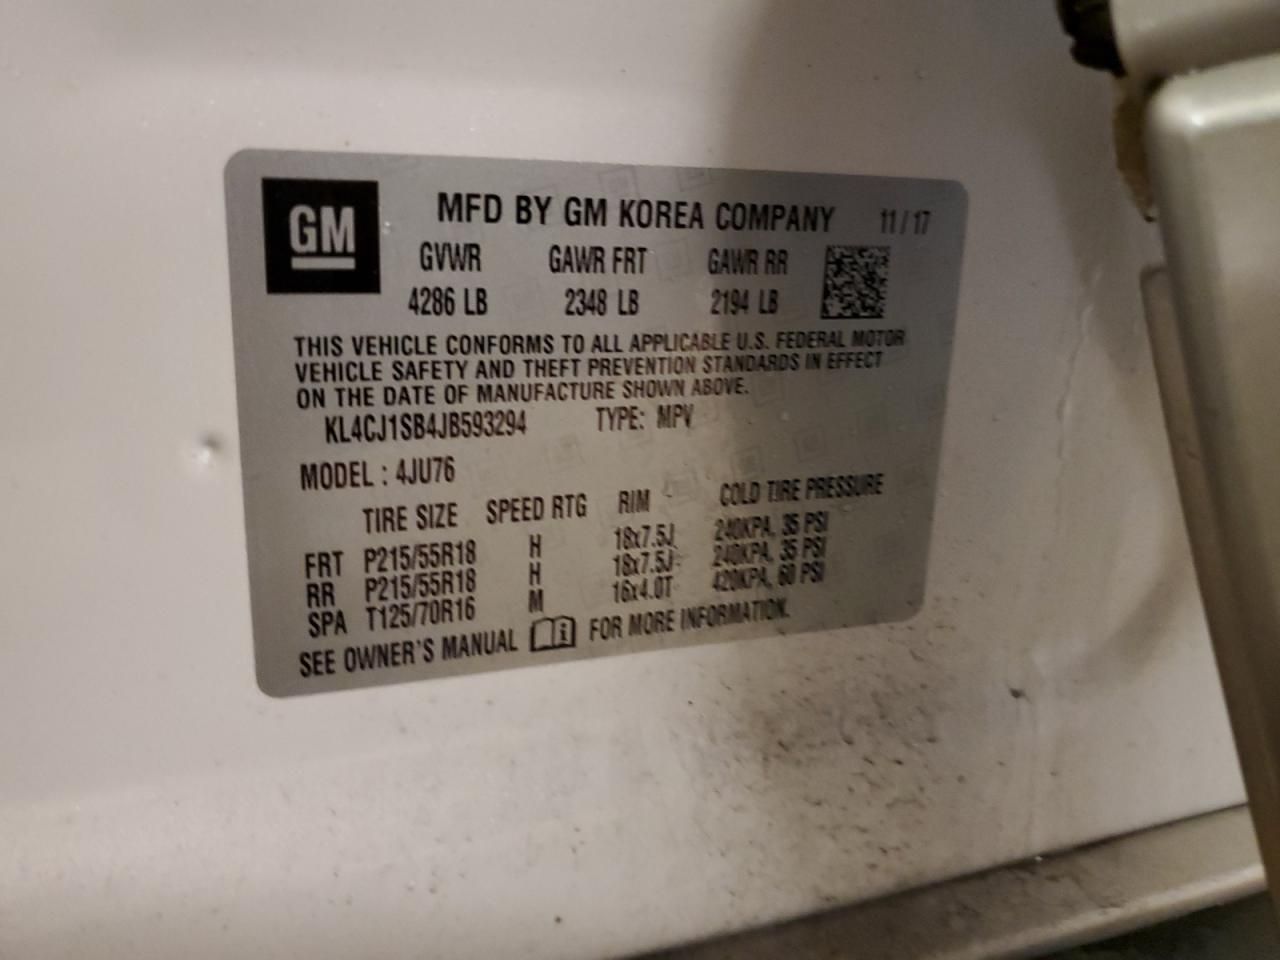 GM
MFD BY GM KOREA COMPANY 11/17
GVWR GAWR FRT GAWR RR
4286 LB 2348 LB 2194 LB
THIS VEHICLE CONFORMS TO ALL APPLICABLE U.S. FEDERAL MOTOR
VEHICLE SAFETY AND THEFT PREVENTION STANDARDS IN EFFECT
ON THE DATE OF MANUFACTURE SHOWN ABOVE.
KL4CJ1SB4JB593294 TYPE: MPV
MODEL : 4JU76
TIRE SIZE SPEED RTG RIM COLD TIRE PRESSURE
FRT P215/55R18 H 18x7.5J 240KPA, 35 PSI
RR P215/55R18 H 18x7.5J 240KPA, 35 PSI
SPA T125/70R16 M 16x4.0T 420KPA, 60 PSI
SEE OWNER'S MANUAL FOR MORE INFORMATION.